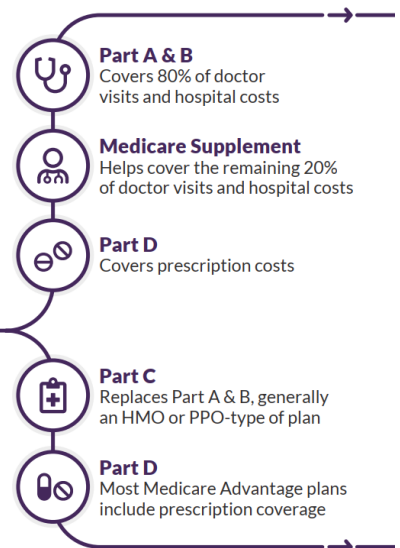 Part A & B
Covers 80% of doctor
visits and hospital costs
Medicare Supplement
Helps cover the remaining 20%
of doctor visits and hospital costs
Part D
Covers prescription costs
Part C
Replaces Part A & B, generally
an HMO or PPO-type of plan
Part D
Most Medicare Advantage plans
include prescription coverage